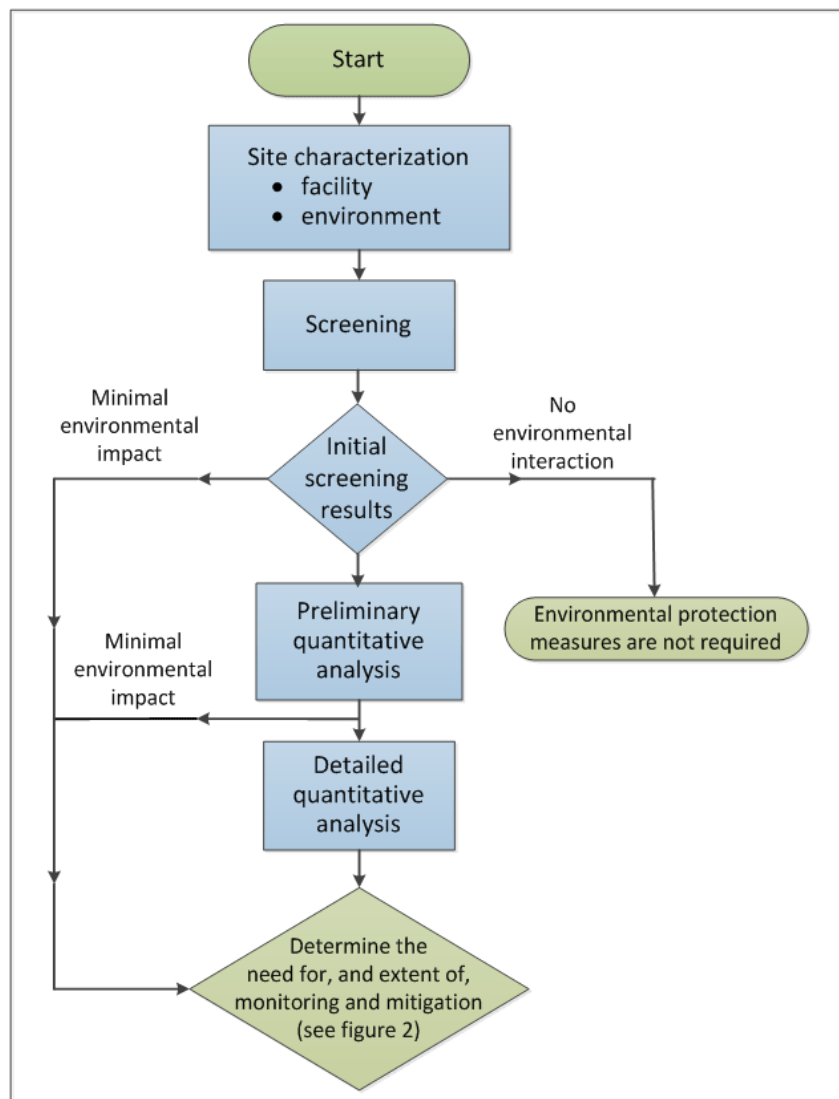 Start
Site characterization
• facility
• environment
Screening
Minimal
environmental
impact
No
environmental
interaction
Initial
screening
results
Preliminary
quantitative
analysis
Environmental protection
measures are not required
Minimal
environmental
impact
Detailed
quantitative
analysis
Determine the
need for, and extent of,
monitoring and mitigation
(see figure 2)